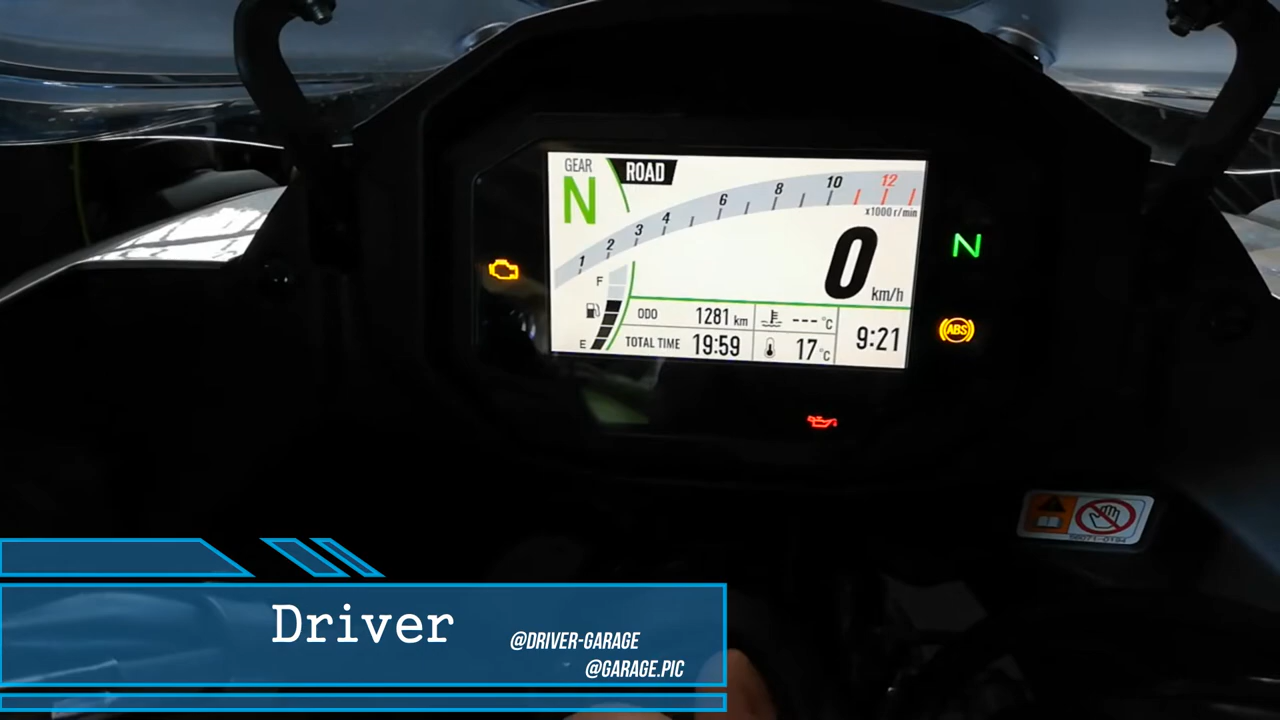 GEAR
N
ROAD
1
2
3
4
6
8
10
12
x1000 r/min
0
km/h
N
ABS
F
E
ODO 1281 km
--- °C
TOTAL TIME 19:59
17 °C
9:21
Driver
@DRIVER-GARAGE
@GARAGE.PIC